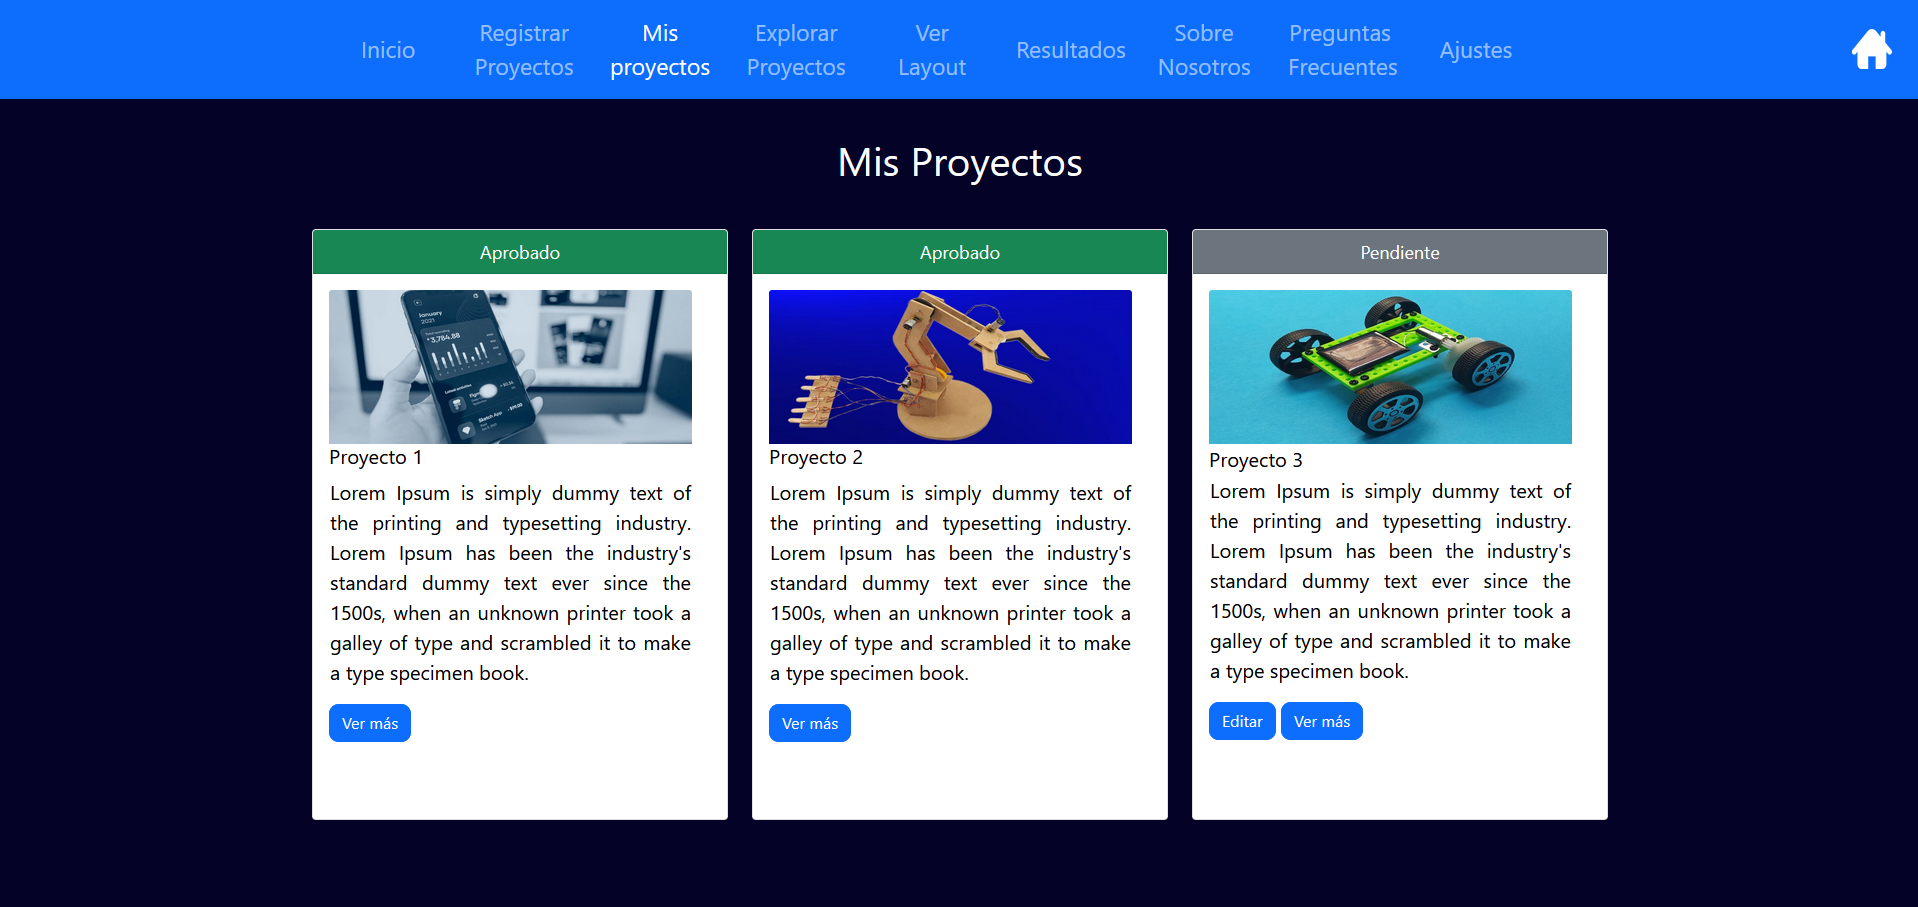 Inicio
Registrar
Proyectos
Mis
proyectos
Explorar
Proyectos
Ver
Layout
Resultados
Sobre
Nosotros
Preguntas
Frecuentes
Ajustes
Mis Proyectos
Aprobado
January
2021
Total spending
3,784.88
Latest activities
Sketch App
Proyecto 1
Lorem Ipsum is simply dummy text of
the printing and typesetting industry.
Lorem Ipsum has been the industry's
standard dummy text ever since the
1500s, when an unknown printer took a
galley of type and scrambled it to make
a type specimen book.
Ver más
Aprobado
Proyecto 2
Lorem Ipsum is simply dummy text of
the printing and typesetting industry.
Lorem Ipsum has been the industry's
standard dummy text ever since the
1500s, when an unknown printer took a
galley of type and scrambled it to make
a type specimen book.
Ver más
Pendiente
Proyecto 3
Lorem Ipsum is simply dummy text of
the printing and typesetting industry.
Lorem Ipsum has been the industry's
standard dummy text ever since the
1500s, when an unknown printer took a
galley of type and scrambled it to make
a type specimen book.
Editar Ver más